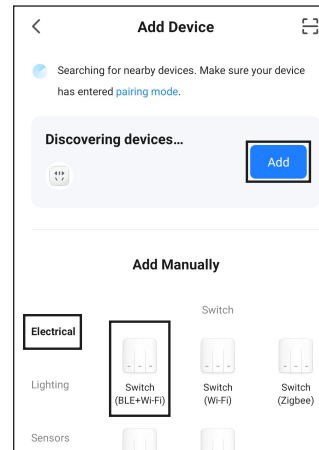 Add Device
Searching for nearby devices. Make sure your device
has entered pairing mode.
Discovering devices...
Add
Add Manually
Switch
Electrical
Switch
(BLE+Wi-Fi)
Switch
(Wi-Fi)
Switch
(Zigbee)
Lighting
Sensors